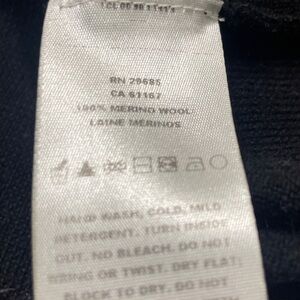 RN 29685
CA 61167
100% MERINO WOOL
LAINE MERINOS
HAND WASH, COLD, MILD
DETERGENT. TURN INSIDE
OUT. NO BLEACH. DO NOT
WRING OR TWIST. DRY FLAT;
BLOCK TO DRY. DO NOT